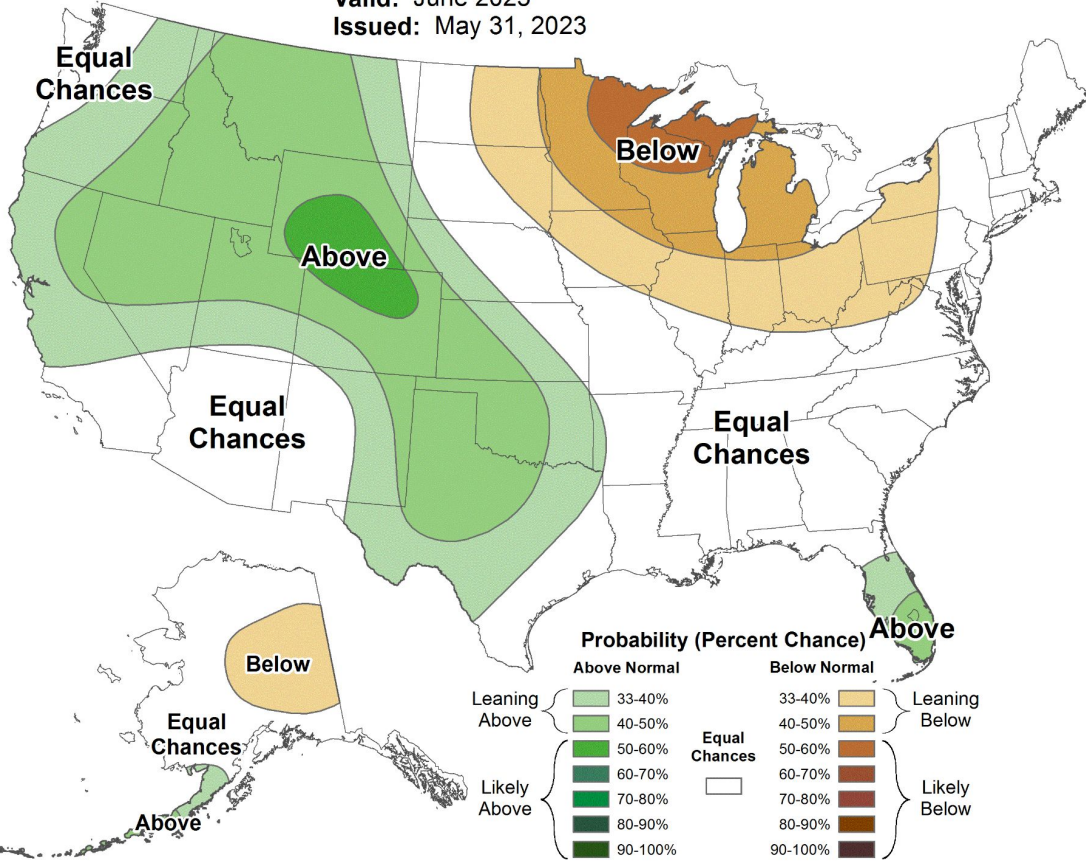 Valid: June 2023
Issued: May 31, 2023
Equal
Chances
Below
Above
Equal
Chances
Equal
Chances
Above
Below
Equal
Chances
Above
Probability (Percent Chance)
Above Normal
Below Normal
Leaning
Above
33-40%
40-50%
50-60%
60-70%
70-80%
80-90%
90-100%
Likely
Above
Equal
Chances
33-40%
40-50%
50-60%
60-70%
70-80%
80-90%
90-100%
Leaning
Below
Likely
Below